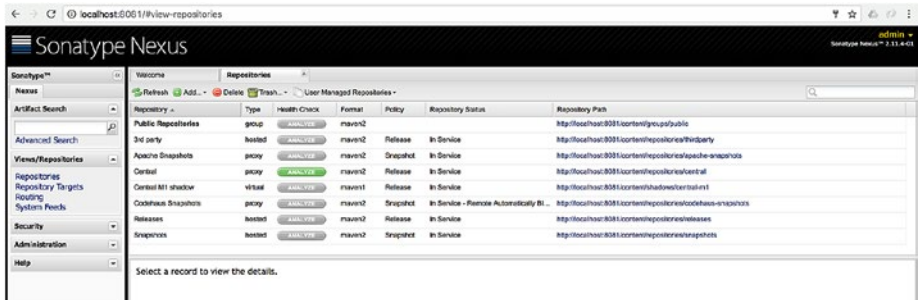 localhost:8081/#view-repositories
Sonatype Nexus
admin
Sonatype Nexus™ 2.11.4-01
Sonatype™
Welcome
Repositories
Nexus
Refresh Add... Delete Trash... User Managed Repositories
Artifact Search
Repository Type Health Check Format Policy Repository Status Repository Path
Public Repositories group ANALYZE maven2 http://localhost:8081/content/groups/public
Advanced Search
3rd party hosted ANALYZE maven2 Release In Service http://localhost:8081/content/repositories/thirdparty
Apache Snapshots proxy ANALYZE maven2 Snapshot In Service http://localhost:8081/content/repositories/apache-snapshots
Views/Repositories
Central proxy ANALYZE maven2 Release In Service http://localhost:8081/content/repositories/central
Repositories
Central M1 shadow virtual ANALYZE maven1 Release In Service http://localhost:8081/content/shadows/central-m1
Repository Targets
Codehaus Snapshots proxy ANALYZE maven2 Snapshot In Service - Remote Automatically Bl... http://localhost:8081/content/repositories/codehaus-snapshots
Routing
System Feeds
Releases hosted ANALYZE maven2 Release In Service http://localhost:8081/content/repositories/releases
Security
Snapshots hosted ANALYZE maven2 Snapshot In Service http://localhost:8081/content/repositories/snapshots
Administration
Help
Select a record to view the details.